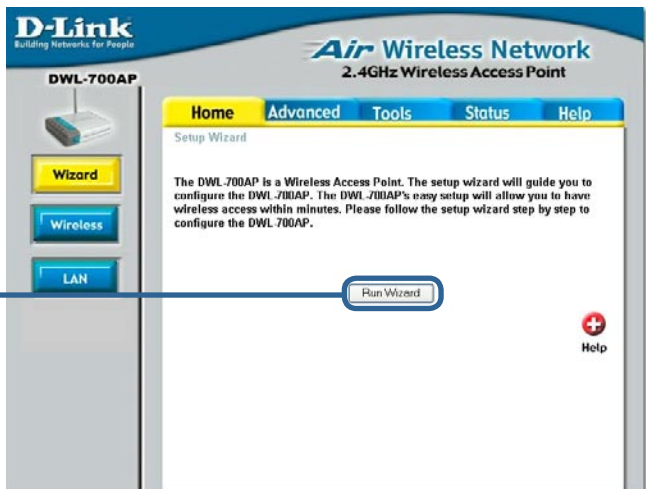 D-Link
Building Networks for People
Air Wireless Network
2.4GHz Wireless Access Point
DWL-700AP
Home Advanced Tools Status Help
Setup Wizard
Wizard
The DWL-700AP is a Wireless Access Point. The setup wizard will guide you to
configure the DWL-700AP. The DWL-700AP's easy setup will allow you to have
wireless access within minutes. Please follow the setup wizard step by step to
configure the DWL-700AP.
Wireless
LAN
Run Wizard
Help